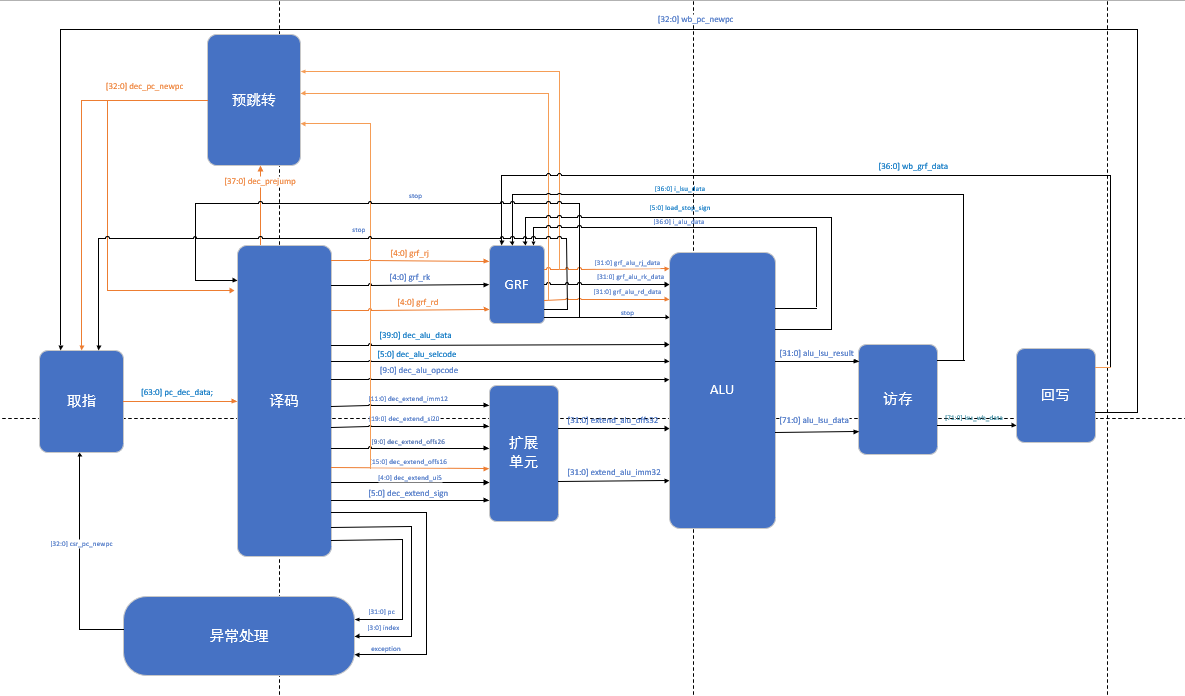 [32:0] wb_pc_newpc
[32:0] dec_pc_newpc
预跳转
[36:0] wb_grf_data
[37:0] dec_prejump
[36:0] i_lsu_data
stop
[5:0] load_stop_sign
[36:0] i_alu_data
stop
[4:0] grf_rj
[31:0] grf_alu_rj_data
[4:0] grf_rk
GRF
[31:0] grf_alu_rk_data
[4:0] grf_rd
[31:0] grf_alu_rd_data
stop
[39:0] dec_alu_data
[5:0] dec_alu_selcode
[31:0] alu_lsu_result
[9:0] dec_alu_opcode
取指
[63:0] pc_dec_data;
译码
ALU
访存
回写
[11:0] dec_extend_imm12
[19:0] dec_extend_si20
[31:0] extend_alu_offs32
[71:0] alu_lsu_data
[71:0] lsu_wb_data
[9:0] dec_extend_offs26
扩展
单元
[15:0] dec_extend_offs16
[31:0] extend_alu_imm32
[4:0] dec_extend_ui5
[5:0] dec_extend_sign
[32:0] csr_pc_newpc
[31:0] pc
[3:0] index
异常处理
exception